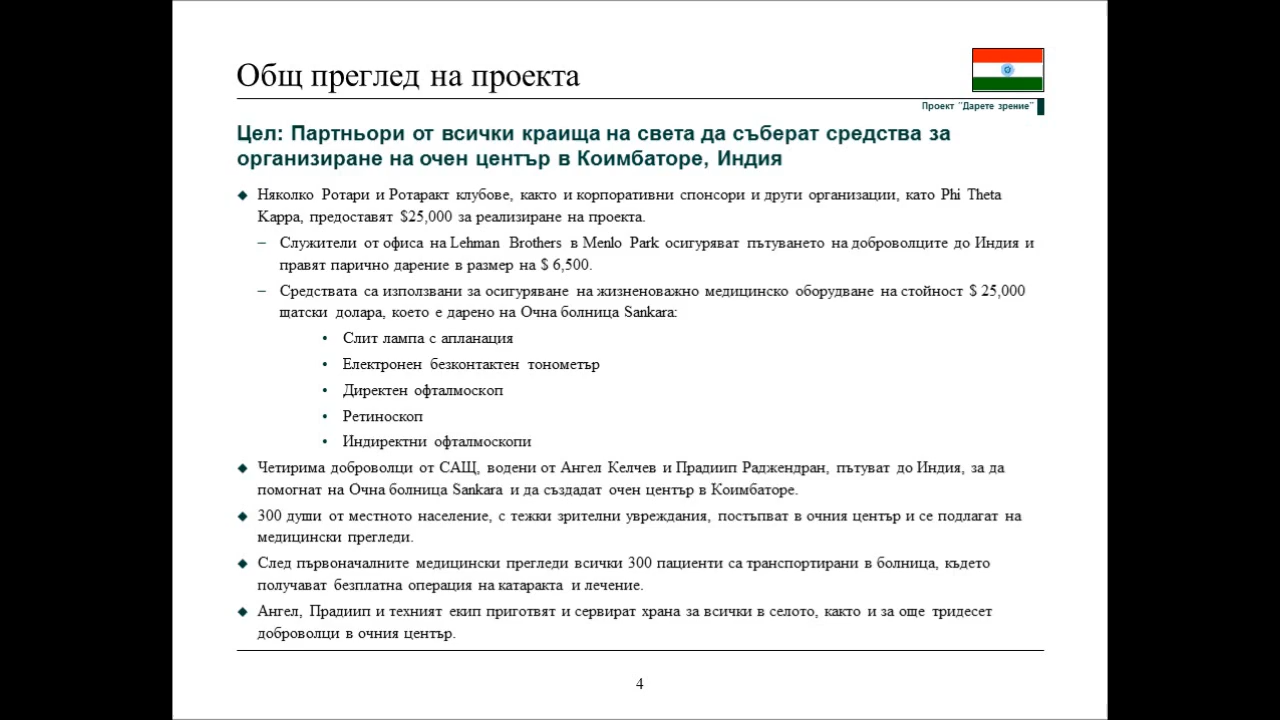 Общ преглед на проекта
Проект "Дарете зрение"
Цел: Партньори от всички краища на света да съберат средства за
организиране на очен център в Коимбаторе, Индия
◆ Няколко Ротари и Ротаракт клубове, както и корпоративни спонсори и други организации, като Phi Theta
Kappa, предоставят $25,000 за реализиране на проекта.
– Служители от офиса на Lehman Brothers в Menlo Park осигуряват пътуването на доброволците до Индия и
правят парично дарение в размер на $ 6,500.
– Средствата са използвани за осигуряване на жизненоважно медицинско оборудване на стойност $ 25,000
щатски долара, което е дарено на Очна болница Sankara:
• Слит лампа с апланация
• Електронен безконтактен тонометър
• Директен офталмоскоп
• Ретиноскоп
• Индиректни офталмоскопи
◆ Четирима доброволци от САЩ, водени от Ангел Келчев и Прадиип Раджендран, пътуват до Индия, за да
помогнат на Очна болница Sankara и да създадат очен център в Коимбаторе.
◆ 300 души от местното население, с тежки зрителни увреждания, постъпват в очния център и се подлагат на
медицински прегледи.
◆ След първоначалните медицински прегледи всички 300 пациенти са транспортирани в болница, където
получават безплатна операция на катаракта и лечение.
◆ Ангел, Прадиип и техният екип приготвят и сервират храна за всички в селото, както и за още тридесет
доброволци в очния център.
4